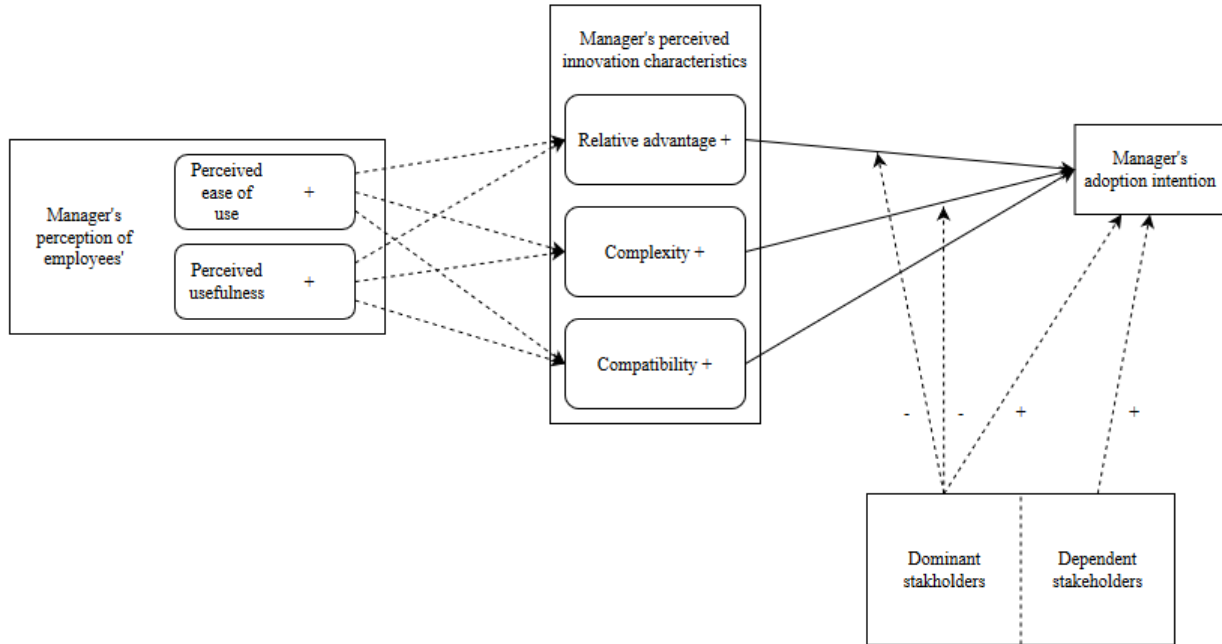 Manager's perceived
innovation characteristics
Relative advantage +
Complexity +
Compatibility +
Manager's
perception of
employees'
Perceived
ease of
use
+
Perceived
usefulness
+
Manager's
adoption intention
-
-
+
+
Dominant
stakholders
Dependent
stakeholders